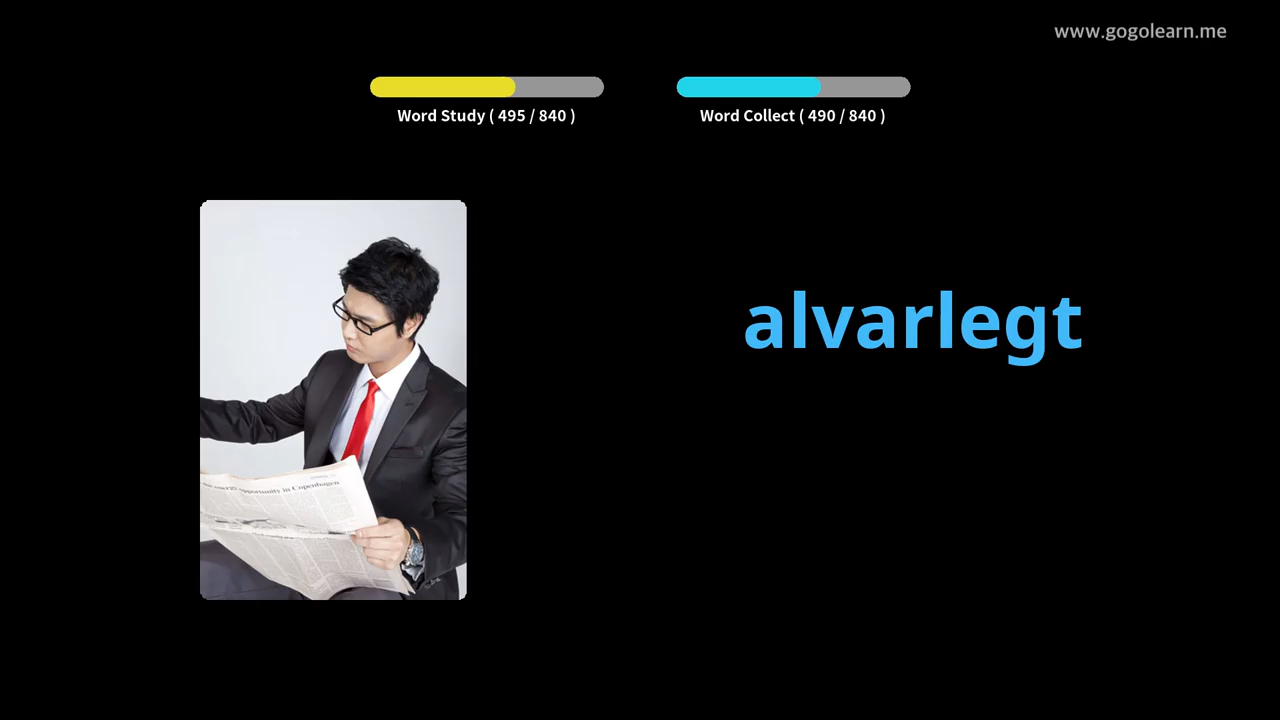 www.gogolearn.me
Word Study ( 495 / 840 )
Word Collect ( 490 / 840 )
alvarlegt
opportunity in Copenhagen